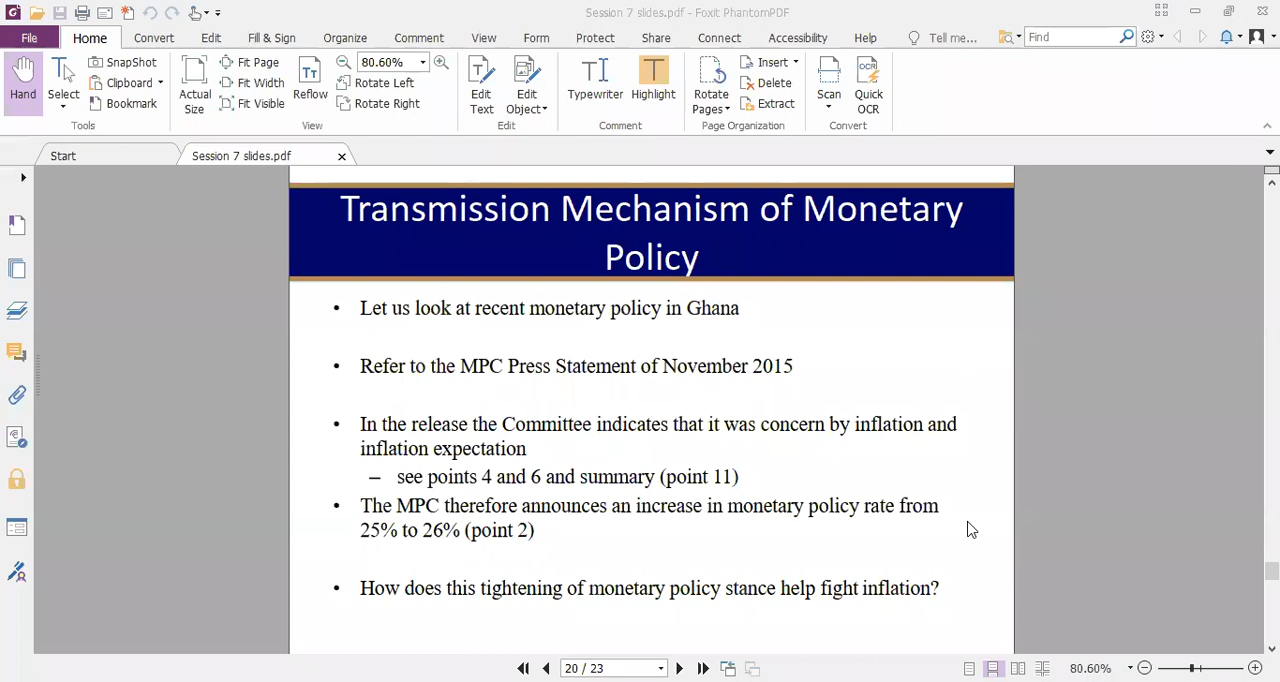 Session 7 slides.pdf - Foxit PhantomPDF
File Home Convert Edit Fill & Sign Organize Comment View Form Protect Share Connect Accessibility Help Tell me... Find
Hand
Select
SnapShot
Clipboard
Bookmark
Tools
Actual Size
Fit Page
Fit Width
Fit Visible
Reflow
80.60%
Rotate Left
Rotate Right
View
Edit Text
Edit Object
Edit
Typewriter
Highlight
Comment
Rotate Pages
Insert
Delete
Extract
Page Organization
Scan
Quick OCR
Convert
Start
Session 7 slides.pdf
Transmission Mechanism of Monetary
Policy
• Let us look at recent monetary policy in Ghana
• Refer to the MPC Press Statement of November 2015
• In the release the Committee indicates that it was concern by inflation and
inflation expectation
– see points 4 and 6 and summary (point 11)
• The MPC therefore announces an increase in monetary policy rate from
25% to 26% (point 2)
• How does this tightening of monetary policy stance help fight inflation?
20 / 23
80.60%